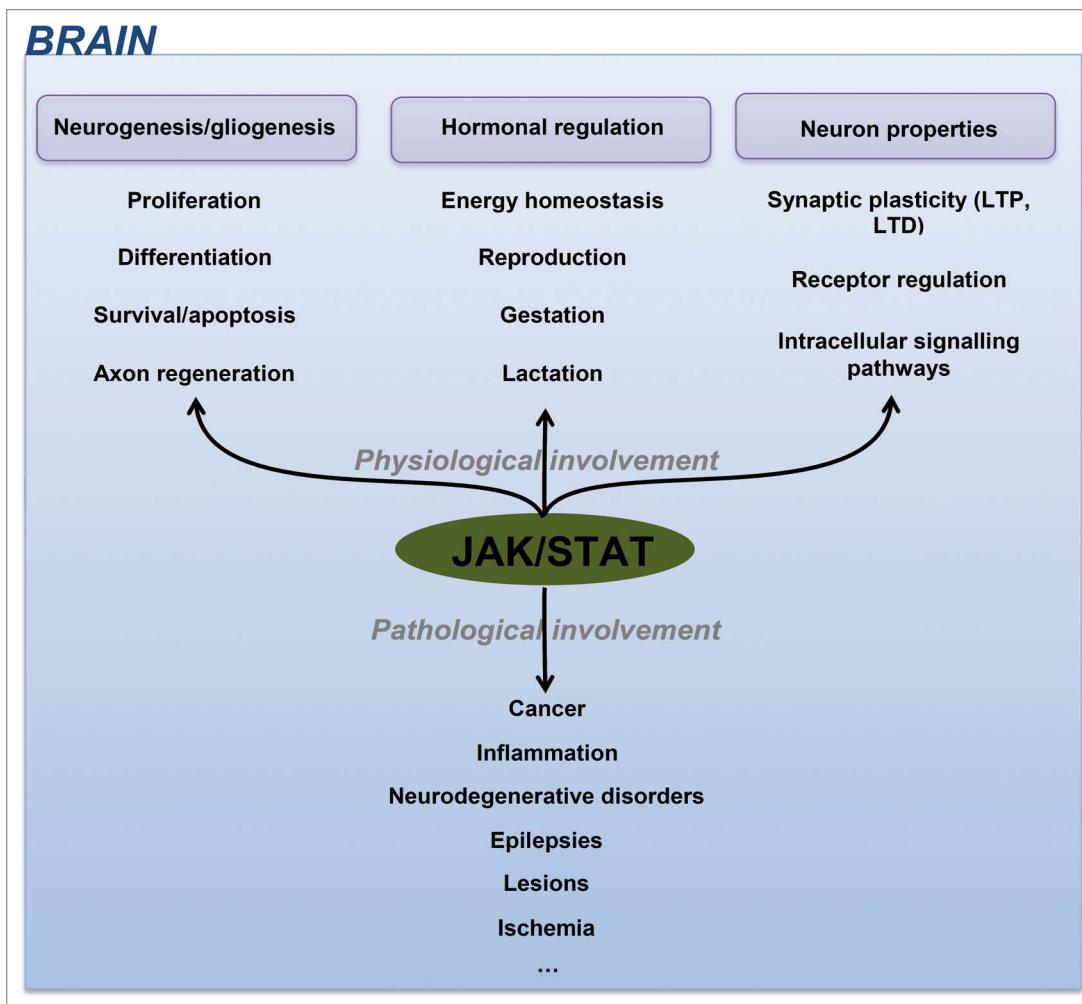 BRAIN
Neurogenesis/gliogenesis
Proliferation
Differentiation
Survival/apoptosis
Axon regeneration
Hormonal regulation
Energy homeostasis
Reproduction
Gestation
Lactation
Neuron properties
Synaptic plasticity (LTP,
LTD)
Receptor regulation
Intracellular signalling
pathways
Physiological involvement
JAK/STAT
Pathological involvement
Cancer
Inflammation
Neurodegenerative disorders
Epilepsies
Lesions
Ischemia
...